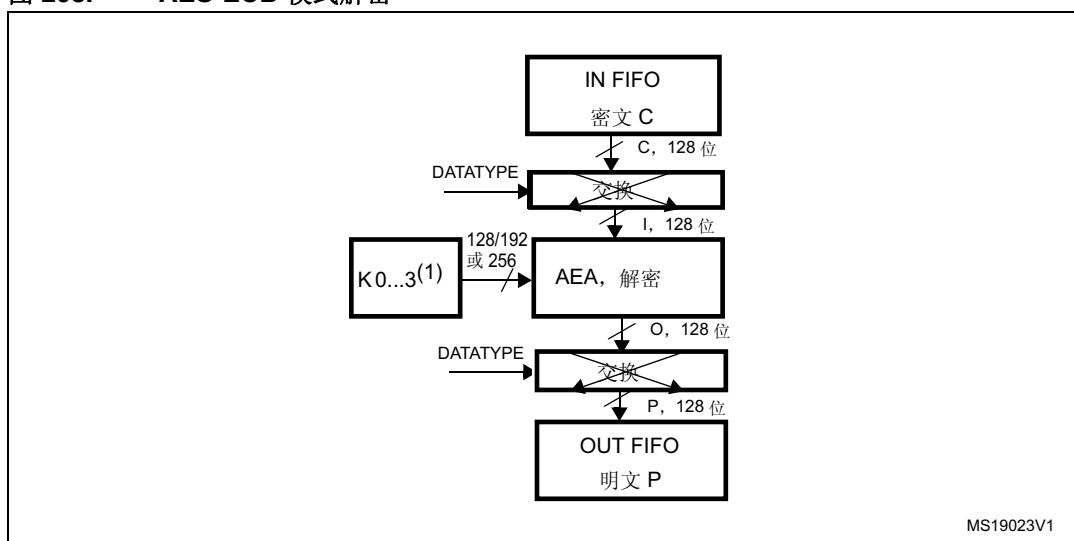 IN FIFO
密文 C
C，128 位
DATATYPE
交换
I，128 位
128/192
或 256
K 0...3(1)
AEA，解密
O，128 位
DATATYPE
交换
P，128 位
OUT FIFO
明文 P
MS19023V1